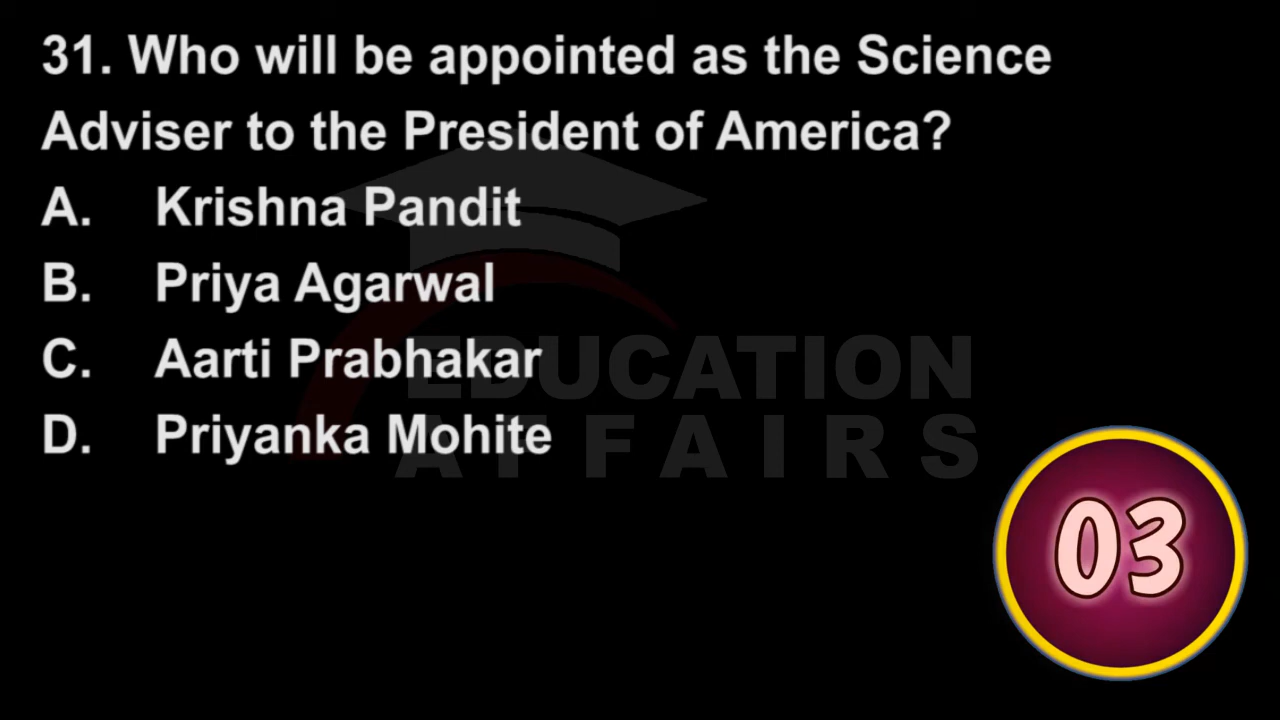 31. Who will be appointed as the Science
Adviser to the President of America?
A. Krishna Pandit
B. Priya Agarwal
C. Aarti Prabhakar
D. Priyanka Mohite
EDUCATION
AFFAIRS
03